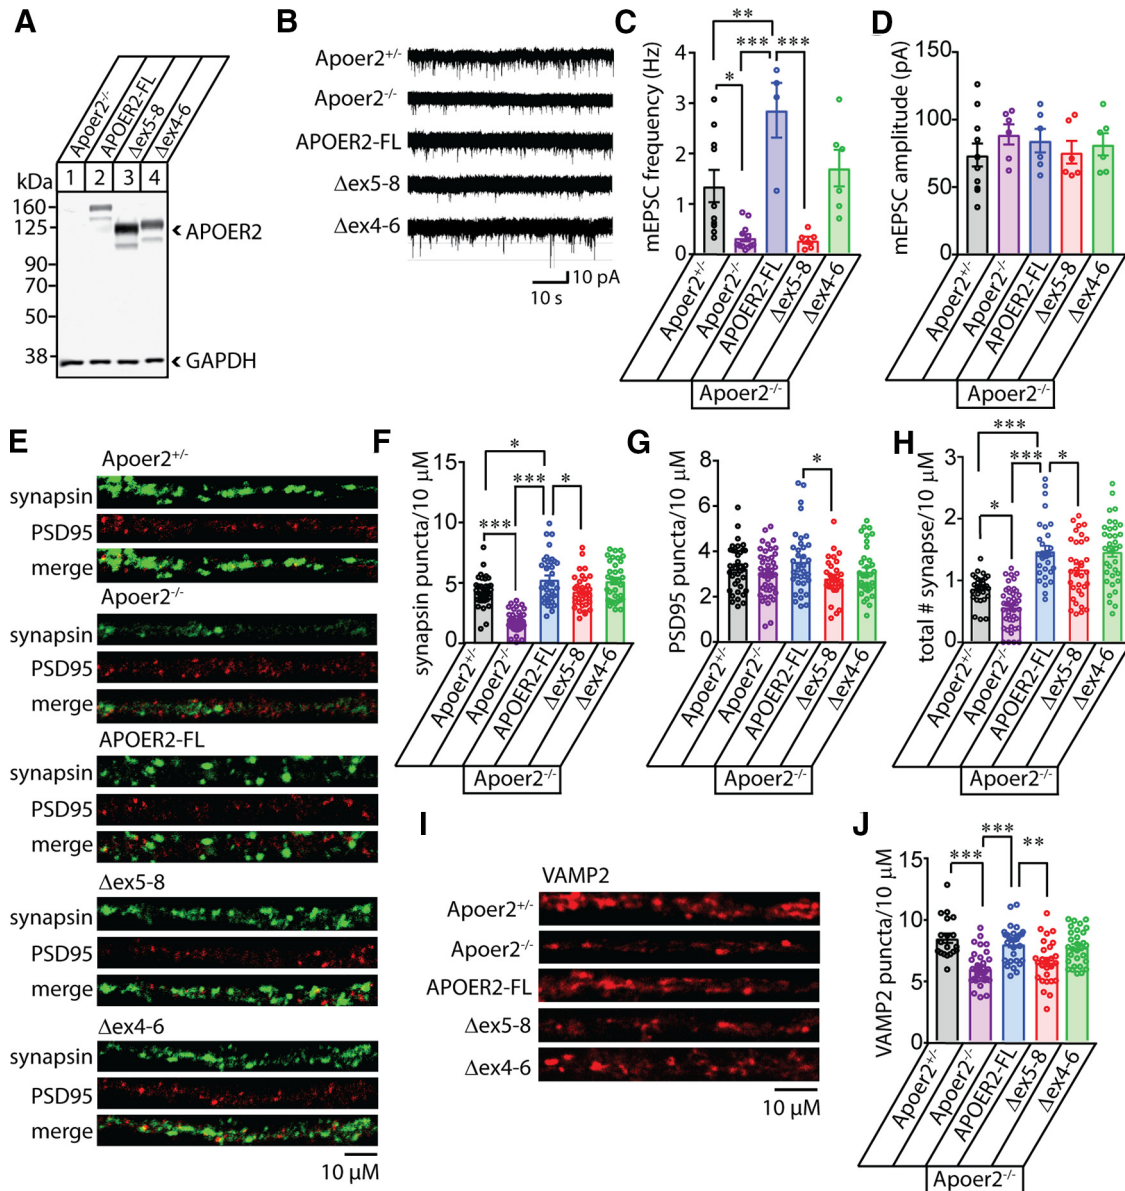 A
Apoer2-/-
APOER2-FL
Δex5-8
Δex4-6
kDa 1 2 3 4
160
125
90
70
50
38
APOER2
GAPDH
B
Apoer2+/-
Apoer2-/-
APOER2-FL
Δex5-8
Δex4-6
10 pA
10 s
C
mEPSC frequency (Hz)
4
3
2
1
0
**
*** ***
*
Apoer2+/-
Apoer2-/-
APOER2-FL
Δex5-8
Δex4-6
Apoer2-/-
D
mEPSC amplitude (pA)
150
100
50
0
Apoer2+/-
Apoer2-/-
APOER2-FL
Δex5-8
Δex4-6
Apoer2-/-
E
Apoer2+/-
synapsin
PSD95
merge
Apoer2-/-
synapsin
PSD95
merge
APOER2-FL
synapsin
PSD95
merge
Δex5-8
synapsin
PSD95
merge
Δex4-6
synapsin
PSD95
merge
10 μM
F
synapsin puncta/10 μM
15
10
5
0
*
*** *
***
Apoer2+/-
Apoer2-/-
APOER2-FL
Δex5-8
Δex4-6
Apoer2-/-
G
PSD95 puncta/10 μM
8
6
4
2
0
*
Apoer2+/-
Apoer2-/-
APOER2-FL
Δex5-8
Δex4-6
Apoer2-/-
H
total # synapse/10 μM
3
2
1
0
***
*** *
*
Apoer2+/-
Apoer2-/-
APOER2-FL
Δex5-8
Δex4-6
Apoer2-/-
I
VAMP2
Apoer2+/-
Apoer2-/-
APOER2-FL
Δex5-8
Δex4-6
10 μM
J
VAMP2 puncta/10 μM
15
10
5
0
***
*** **
Apoer2+/-
Apoer2-/-
APOER2-FL
Δex5-8
Δex4-6
Apoer2-/-